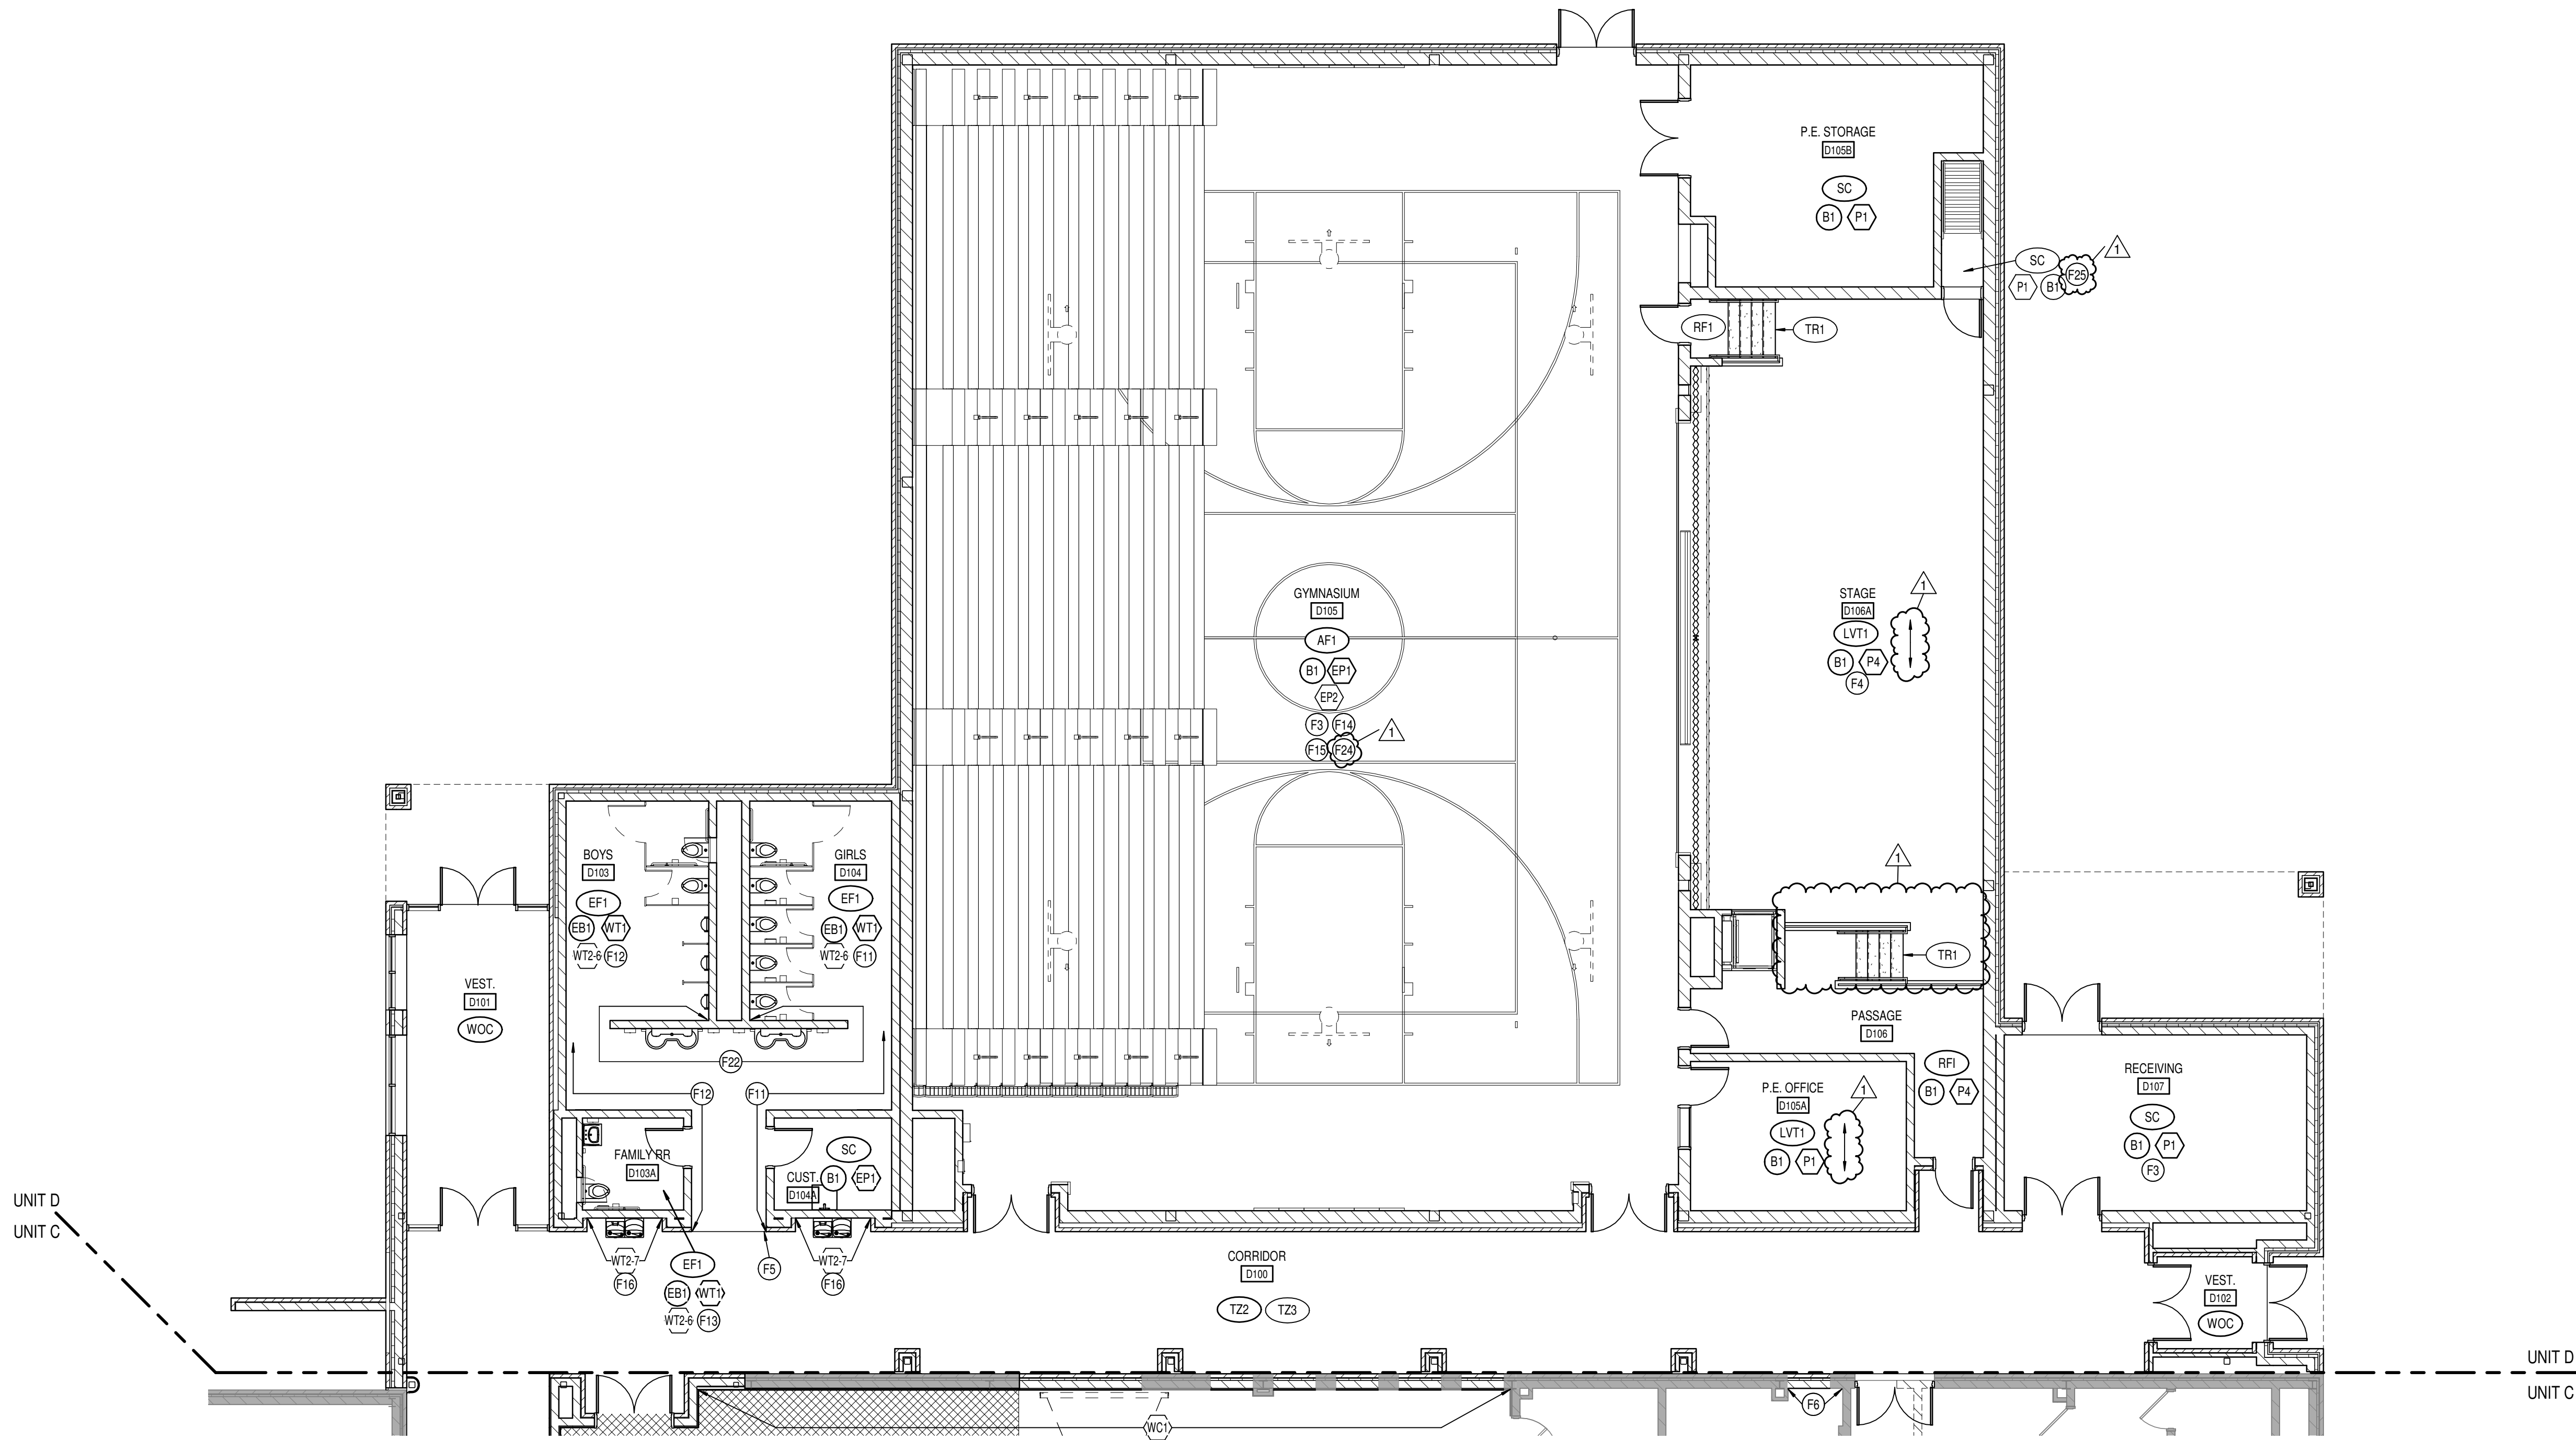 P.E. STORAGE
D105B
SC
B1 P1
SC F25 1
P1 B1
RF1 TR1
GYMNASIUM
D105
AF1
B1 EP1
EP2
F3 F14
F15 F24 1
STAGE
D106A
LVT1
B1 P4
F4
1
1
TR1
BOYS
D103
EF1
EB1 WT1
WT2-6 F12
GIRLS
D104
EF1
EB1 WT1
WT2-6 F11
VEST.
D101
WOC
F22
F12 F11
PASSAGE
D106
RFI
B1 P4
P.E. OFFICE
D105A
LVT1
B1 P1
1
RECEIVING
D107
SC
B1 P1
F3
FAMILY RR
D103A
SC
CUST. B1 EP1
D104A
UNIT D
UNIT C
WT2-7
F16
EF1
EB1 WT1
WT2-6 F13
F5
WT2-7
F16
CORRIDOR
D100
TZ2 TZ3
VEST.
D102
WOC
UNIT D
UNIT C
WC1
F6